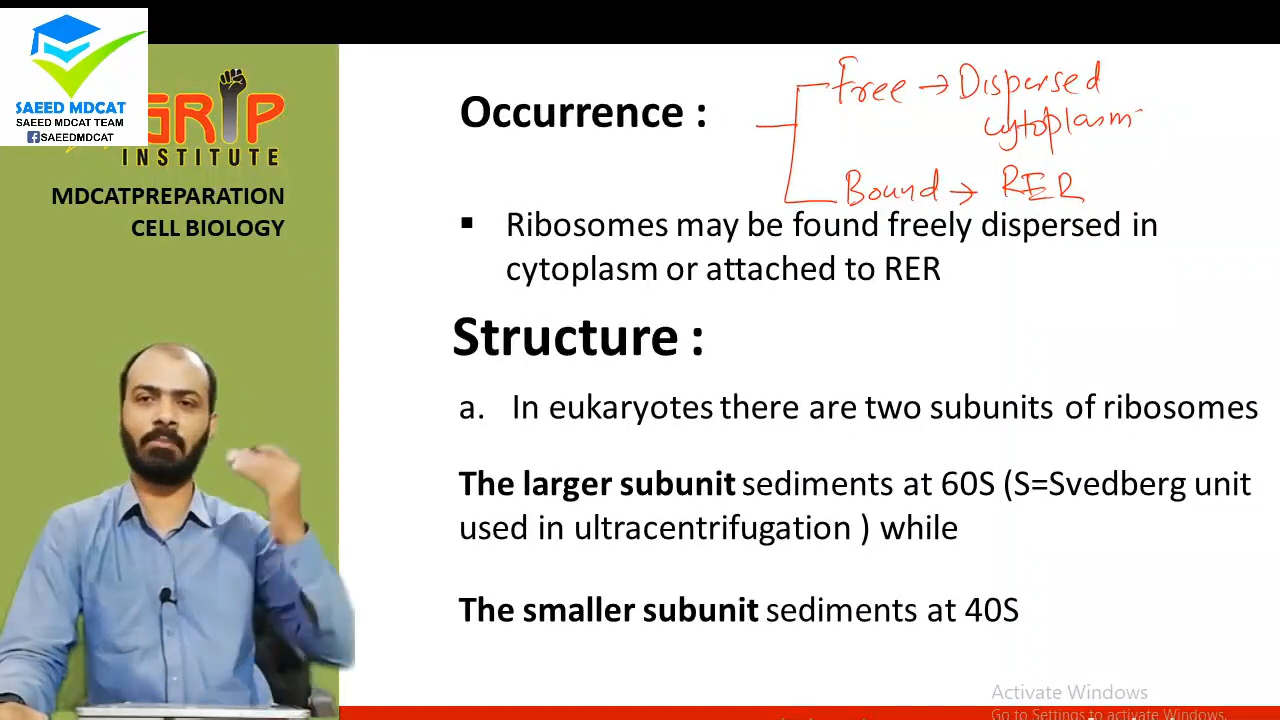 SAEED MDCAT
SAEED MDCAT TEAM
SAEEDMDCAT
GRIP
INSTITUTE
MDCATPREPARATION
CELL BIOLOGY
Occurrence :
Free → Dispersed
cytoplasm
Bound → RER
▪ Ribosomes may be found freely dispersed in
cytoplasm or attached to RER
Structure :
a. In eukaryotes there are two subunits of ribosomes
The larger subunit sediments at 60S (S=Svedberg unit
used in ultracentrifugation ) while
The smaller subunit sediments at 40S
Activate Windows
Go to Settings to activate Windows.